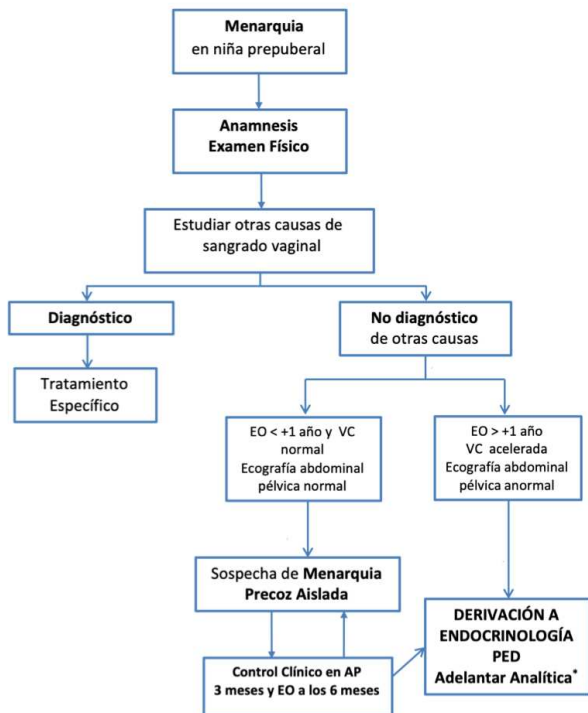 Menarquia
en niña prepuberal
Anamnesis
Examen Físico
Estudiar otras causas de
sangrado vaginal
Diagnóstico
No diagnóstico
de otras causas
Tratamiento
Específico
EO < +1 año y VC
normal
Ecografía abdominal
pélvica normal
EO > +1 año
VC acelerada
Ecografía abdominal
pélvica anormal
Sospecha de Menarquia
Precoz Aislada
DERIVACIÓN A
ENDOCRINOLOGÍA
PED
Adelantar Analítica*
Control Clínico en AP
3 meses y EO a los 6 meses